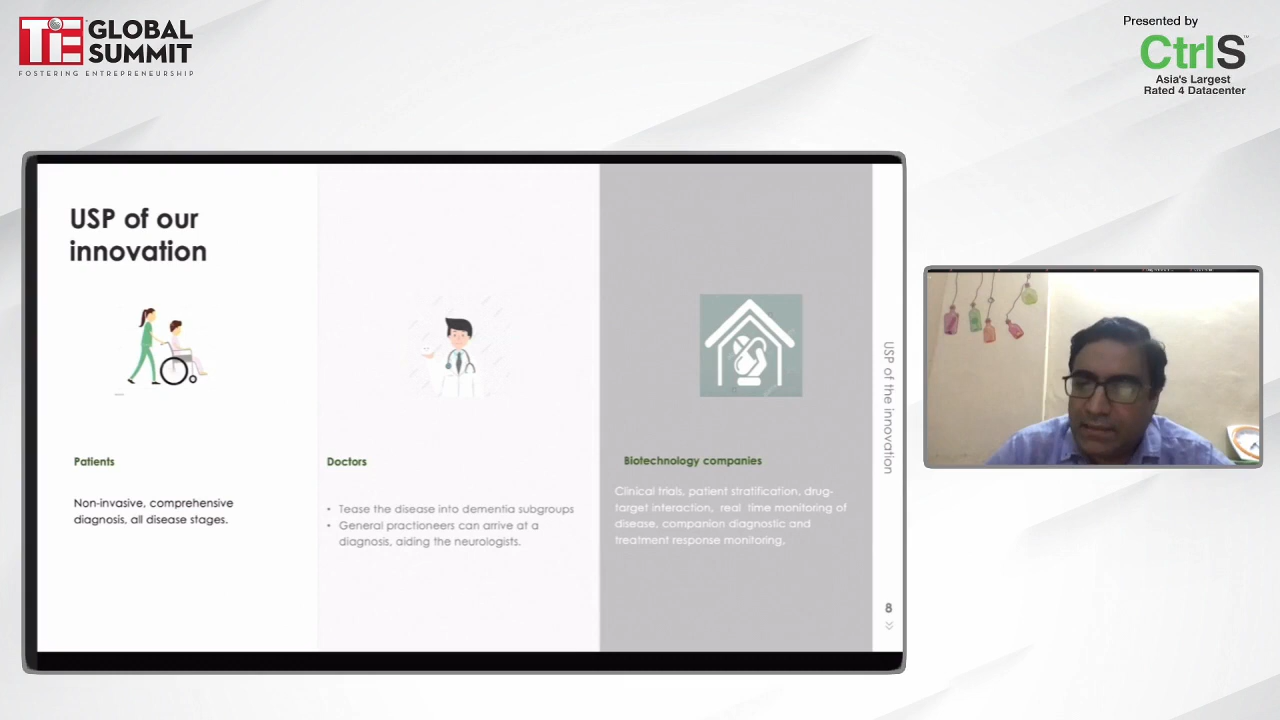 TiE GLOBAL
SUMMIT
FOSTERING ENTREPRENEURSHIP
Presented by
CtrlS™
Asia's Largest
Rated 4 Datacenter
USP of our
innovation
Patients
Non-invasive, comprehensive
diagnosis, all disease stages.
Doctors
• Tease the disease into dementia subgroups
• General practioneers can arrive at a
diagnosis, aiding the neurologists.
Biotechnology companies
Clinical trials, patient stratification, drug-
target interaction, real time monitoring of
disease, companion diagnostic and
treatment response monitoring.
USP of the innovation
8